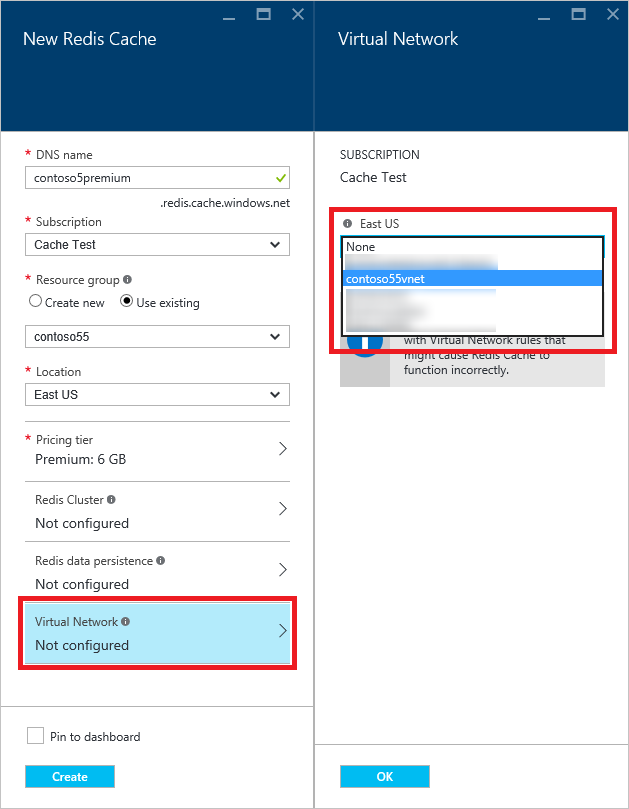 New Redis Cache
* DNS name
contoso5premium
.redis.cache.windows.net
* Subscription
Cache Test
* Resource group
Create new
Use existing
contoso55
* Location
East US
* Pricing tier
Premium: 6 GB
Redis Cluster
Not configured
Redis data persistence
Not configured
Virtual Network
Not configured
Pin to dashboard
Create
Virtual Network
SUBSCRIPTION
Cache Test
East US
None
contoso55vnet
with Virtual Network rules that
might cause Redis Cache to
function incorrectly.
OK